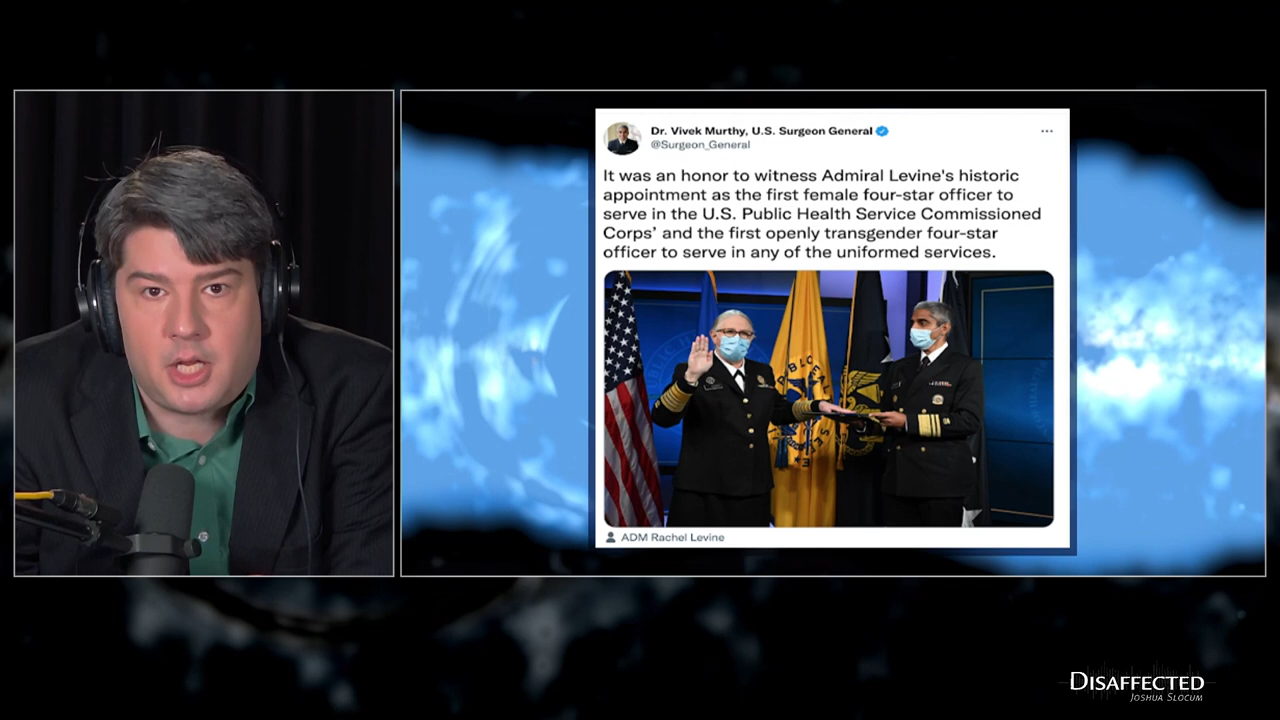 Dr. Vivek Murthy, U.S. Surgeon General
@Surgeon_General
It was an honor to witness Admiral Levine's historic
appointment as the first female four-star officer to
serve in the U.S. Public Health Service Commissioned
Corps’ and the first openly transgender four-star
officer to serve in any of the uniformed services.
ADM Rachel Levine
DISAFFECTED
JOSHUA SLOCUM